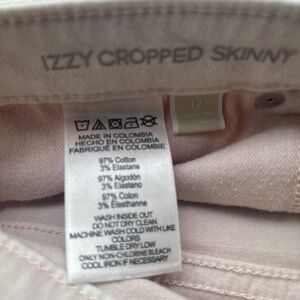 IZZY CROPPED SKINNY
12
MADE IN COLOMBIA
HECHO EN COLOMBIA
FABRIQUÉ EN COLOMBIE
97% Cotton
3% Elastane
97% Algodón
3% Elastano
97% Coton
3% Élasthanne
WASH INSIDE OUT
DO NOT DRY CLEAN
MACHINE WASH COLD WITH LIKE
COLORS
TUMBLE DRY LOW
ONLY NON-CHLORINE BLEACH
COOL IRON IF NECESSARY